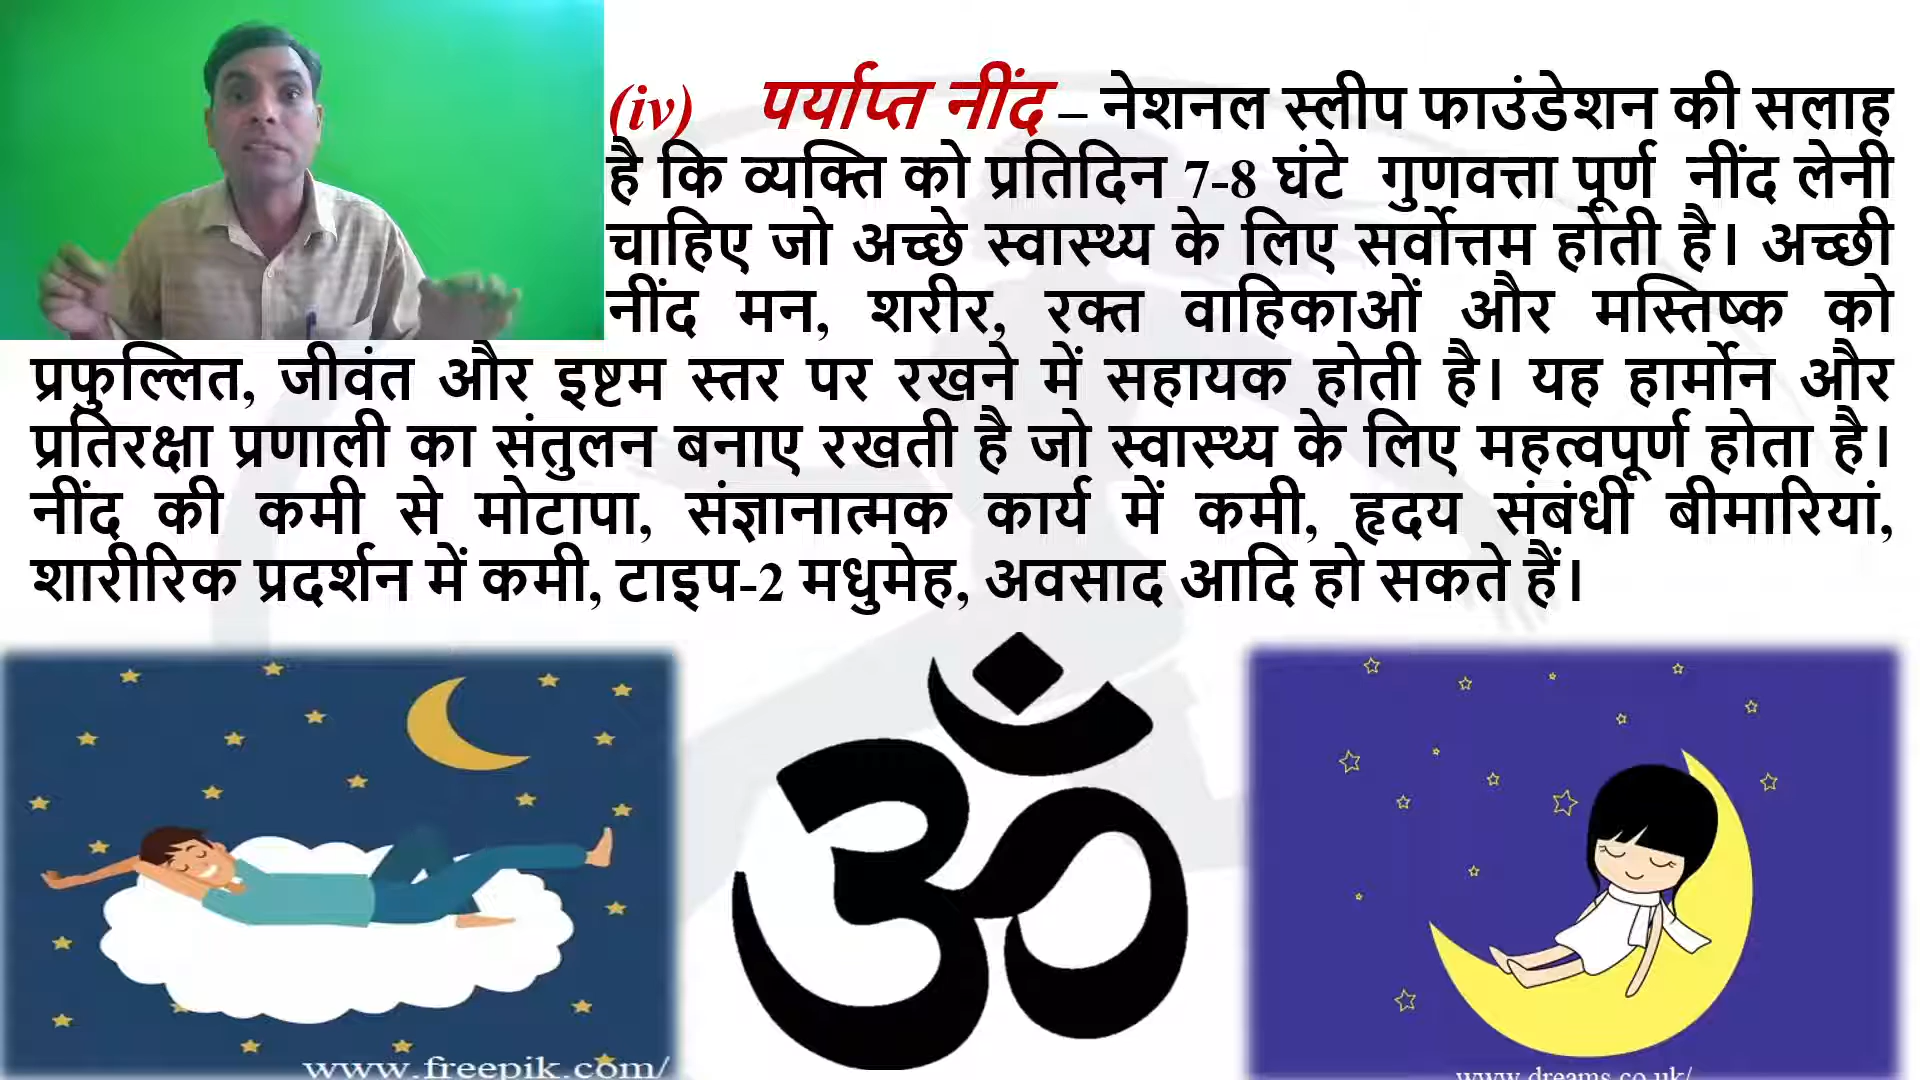 (iv) पर्याप्त नींद – नेशनल स्लीप फाउंडेशन की सलाह
है कि व्यक्ति को प्रतिदिन 7-8 घंटे गुणवत्ता पूर्ण नींद लेनी
चाहिए जो अच्छे स्वास्थ्य के लिए सर्वोत्तम होती है। अच्छी
नींद मन, शरीर, रक्त वाहिकाओं और मस्तिष्क को
प्रफुल्लित, जीवंत और इष्टम स्तर पर रखने में सहायक होती है। यह हार्मोन और
प्रतिरक्षा प्रणाली का संतुलन बनाए रखती है जो स्वास्थ्य के लिए महत्वपूर्ण होता है।
नींद की कमी से मोटापा, संज्ञानात्मक कार्य में कमी, हृदय संबंधी बीमारियां,
शारीरिक प्रदर्शन में कमी, टाइप-2 मधुमेह, अवसाद आदि हो सकते हैं।
ॐ
www.freepik.com/
www.dreams.co.uk/